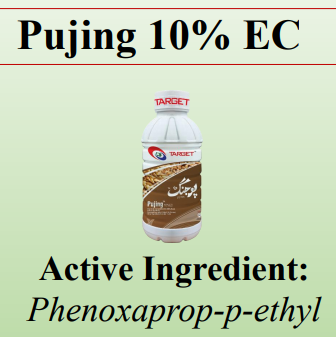 Pujing 10% EC
TARGET
TARGET
پوجنگ
Pujing
Active Ingredient:
Phenoxaprop-p-ethyl